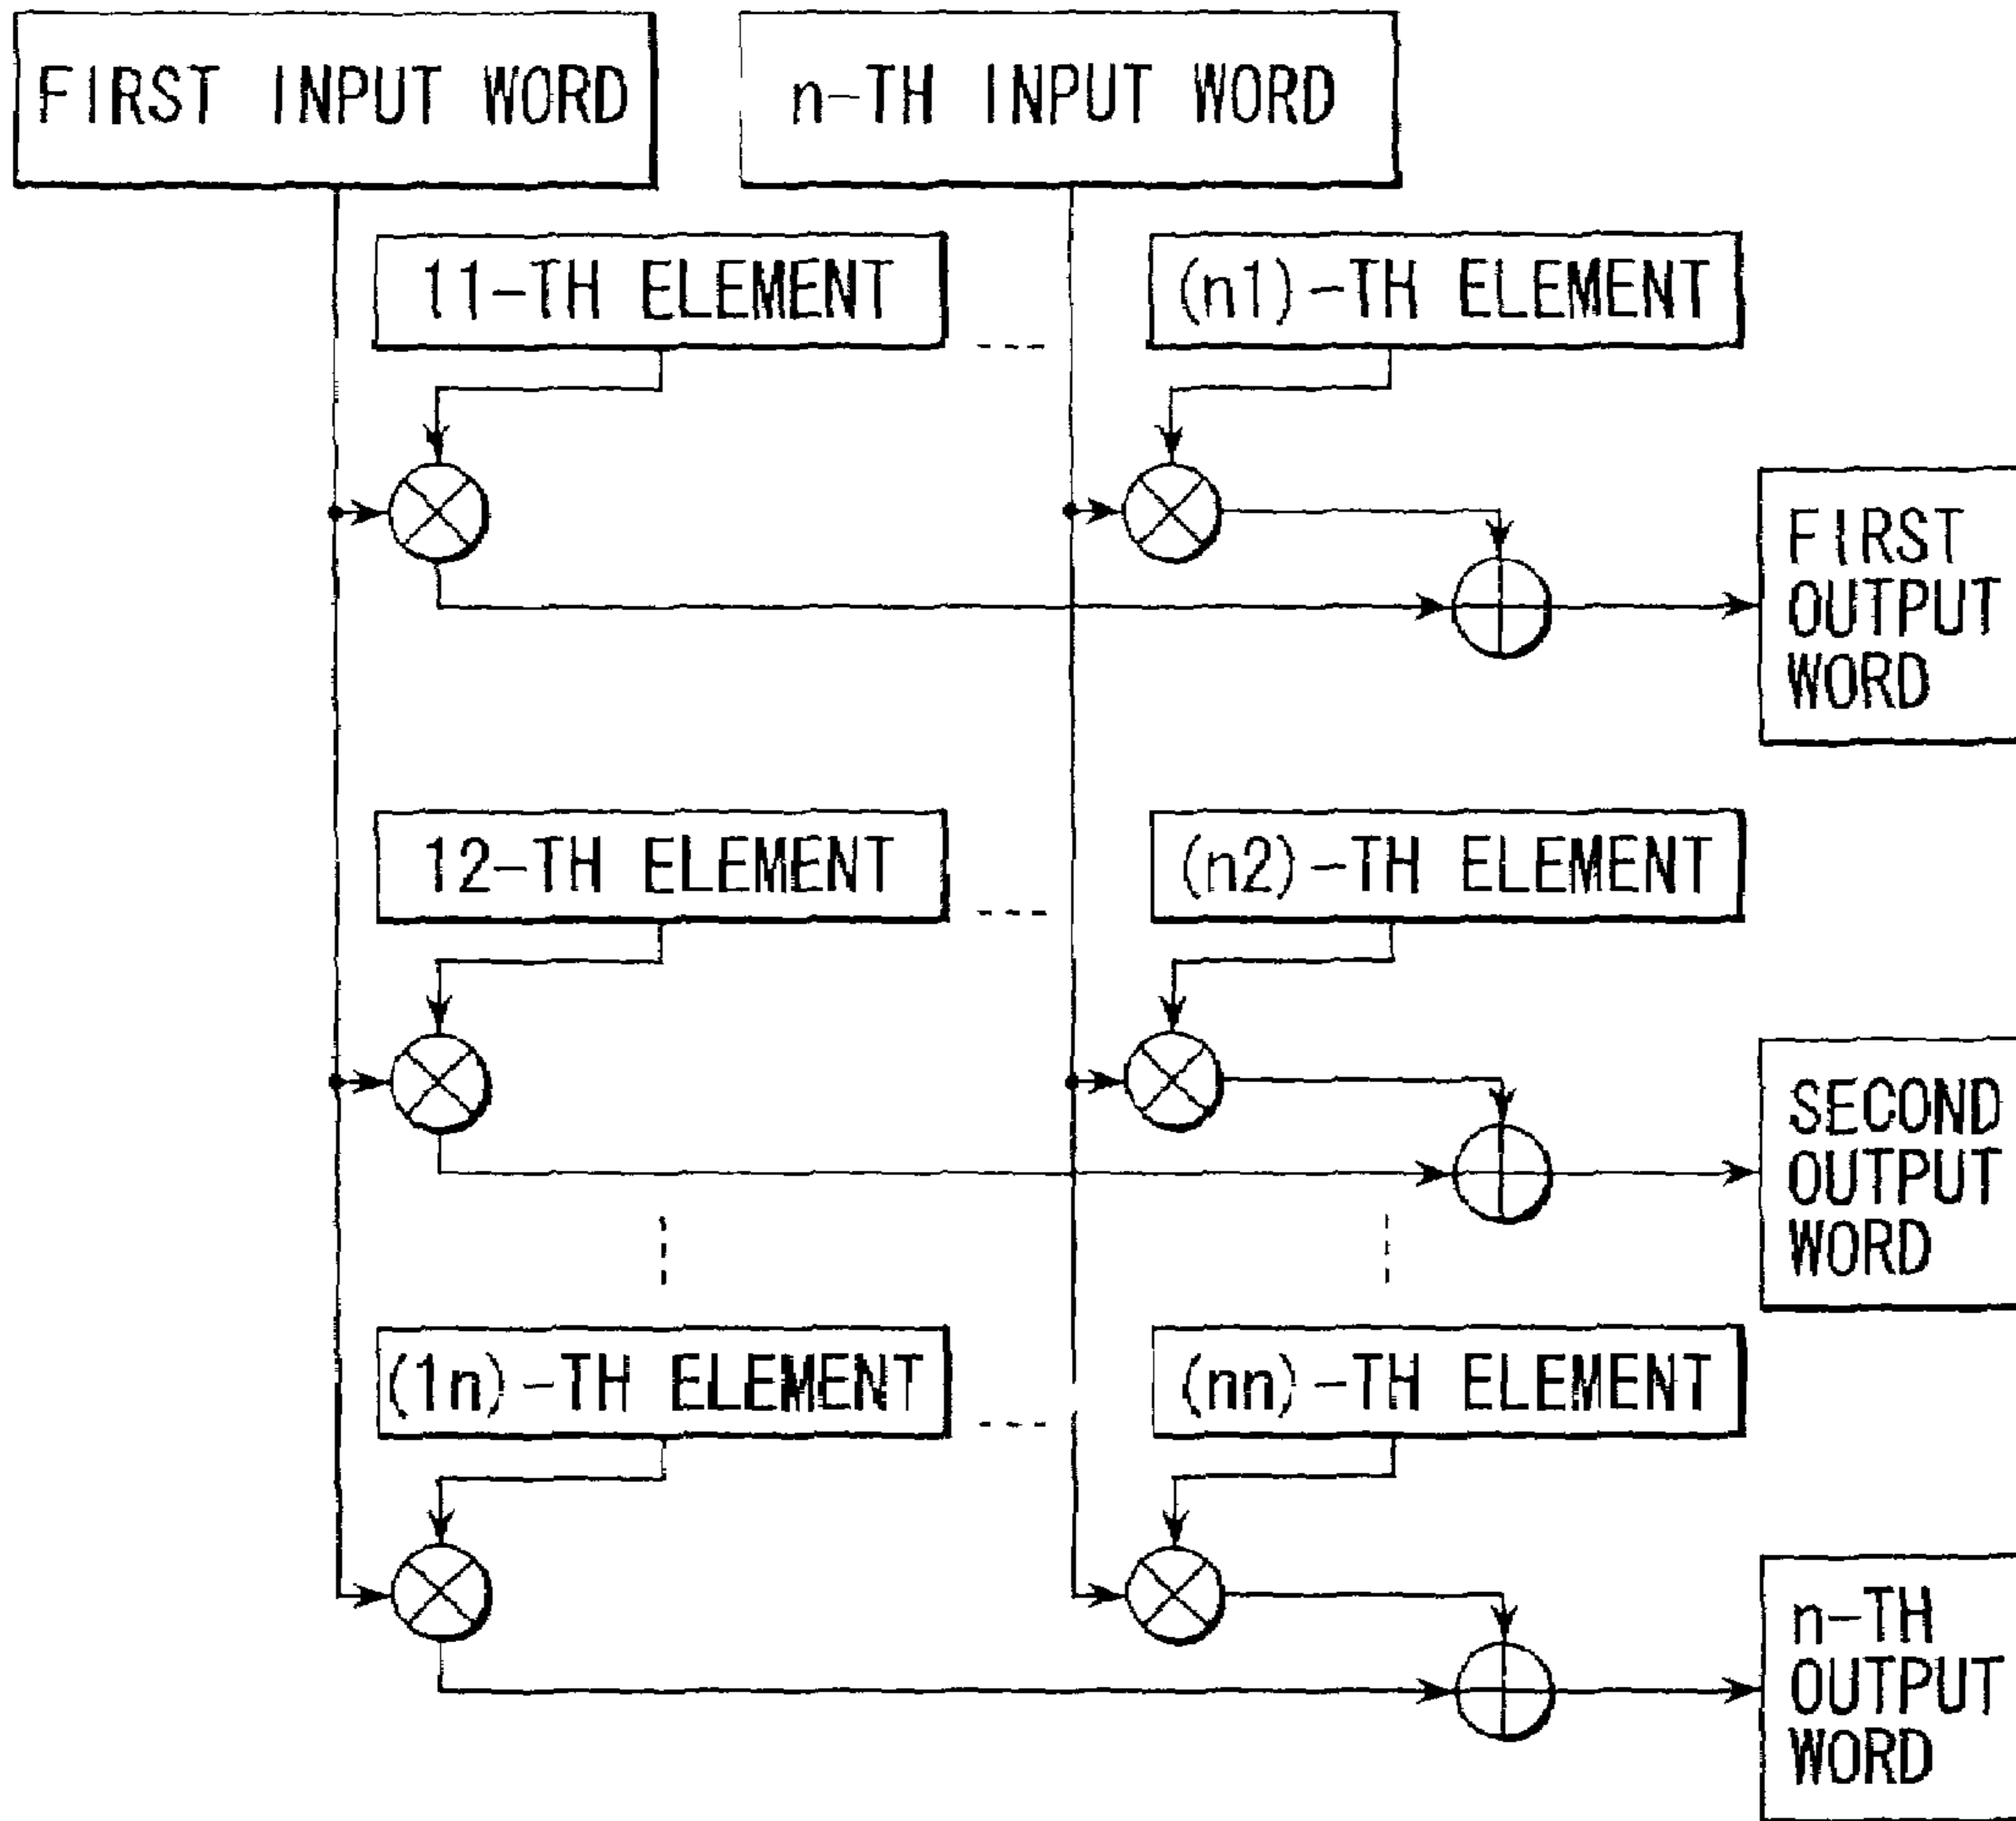 FIRST INPUT WORD
n-TH INPUT WORD
11-TH ELEMENT
(n1)-TH ELEMENT
FIRST
OUTPUT
WORD
12-TH ELEMENT
(n2)-TH ELEMENT
SECOND
OUTPUT
WORD
(1n)-TH ELEMENT
(nn)-TH ELEMENT
n-TH
OUTPUT
WORD